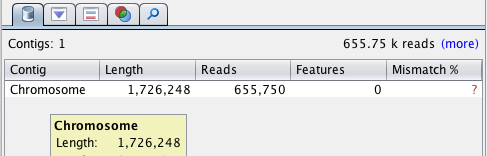 Contigs: 1 655.75 k reads (more)
Contig Length Reads Features Mismatch %
Chromosome 1,726,248 655,750 0 ?
Chromosome
Length: 1,726,248